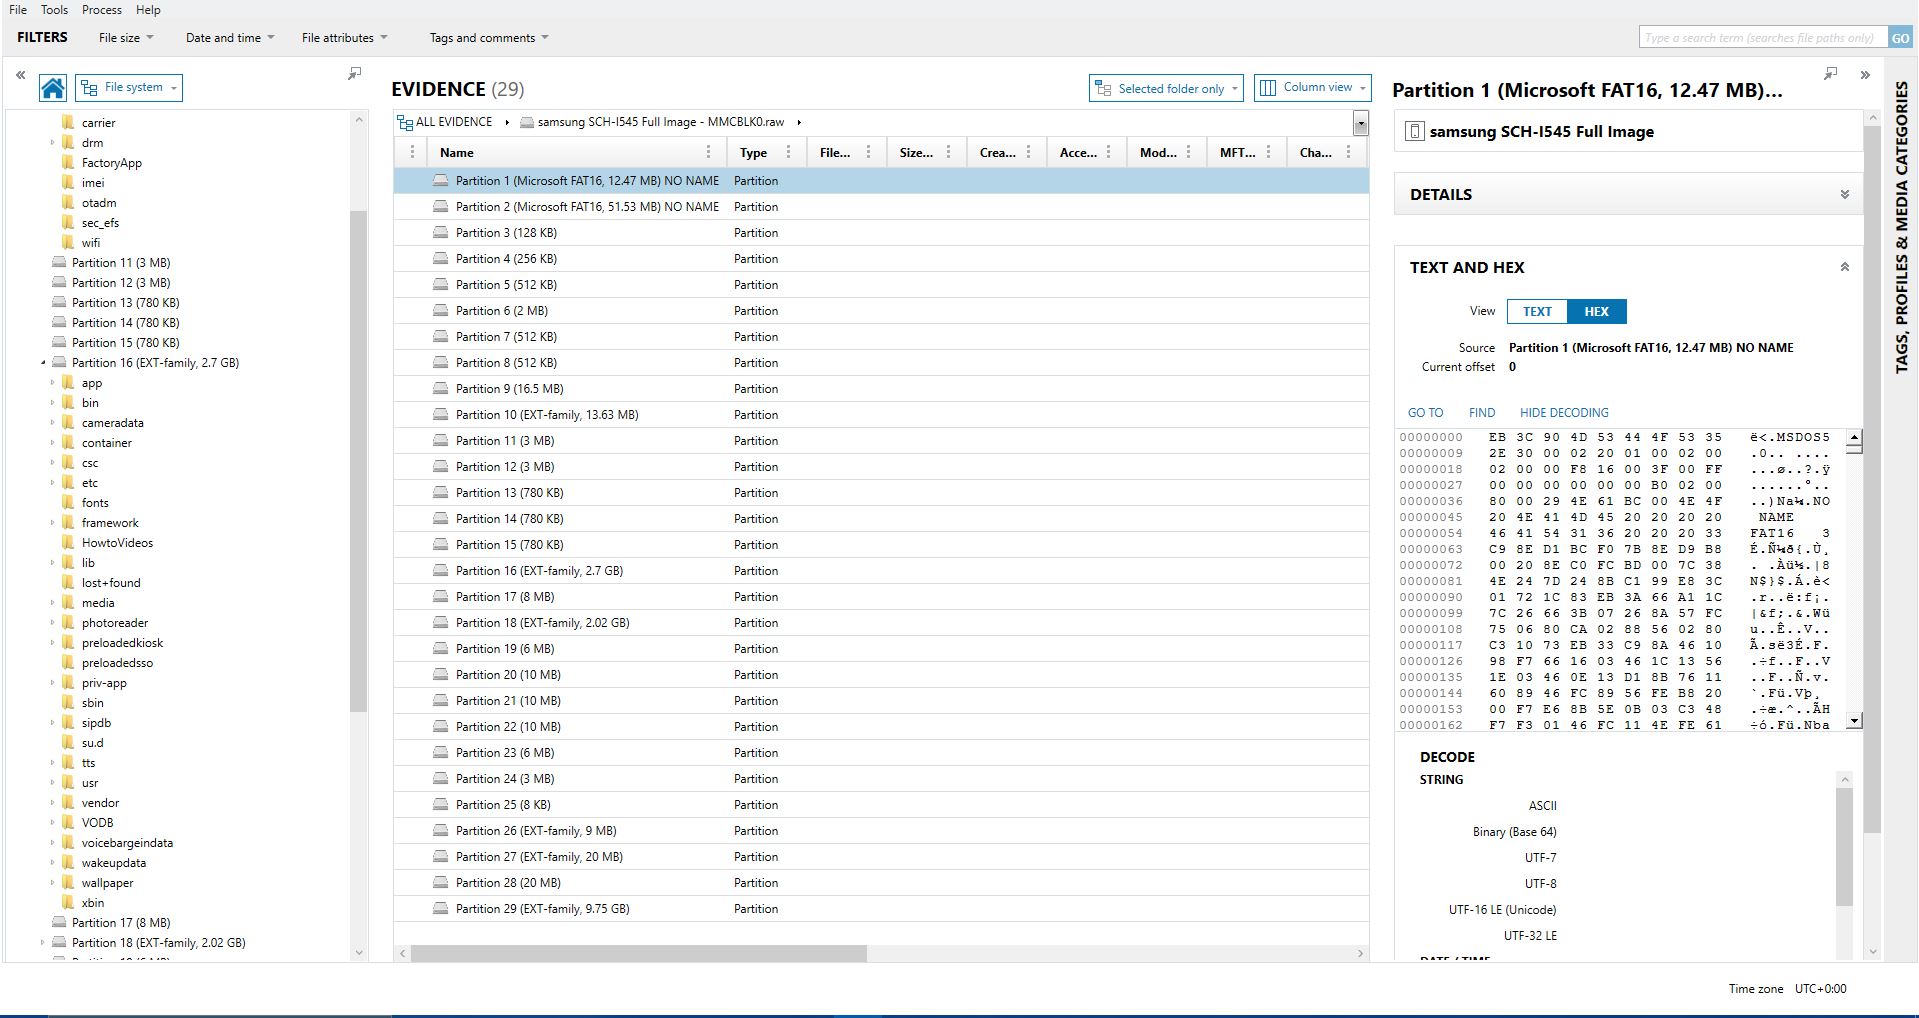 File Tools Process Help
FILTERS File size Date and time File attributes Tags and comments Type a search term (searches file paths only) GO
File system
carrier
drm
FactoryApp
imei
otadm
sec_efs
wifi
Partition 11 (3 MB)
Partition 12 (3 MB)
Partition 13 (780 KB)
Partition 14 (780 KB)
Partition 15 (780 KB)
Partition 16 (EXT-family, 2.7 GB)
app
bin
cameradata
container
csc
etc
fonts
framework
HowtoVideos
lib
lost+found
media
photoreader
preloadedkiosk
preloadedsso
priv-app
sbin
sipdb
su.d
tts
usr
vendor
VODB
voicebargeindata
wakeupdata
wallpaper
xbin
Partition 17 (8 MB)
Partition 18 (EXT-family, 2.02 GB)
EVIDENCE (29) Selected folder only Column view
ALL EVIDENCE samsung SCH-I545 Full Image - MMCBLK0.raw
Name Type File... Size... Crea... Acce... Mod... MFT... Cha...
Partition 1 (Microsoft FAT16, 12.47 MB) NO NAME Partition
Partition 2 (Microsoft FAT16, 51.53 MB) NO NAME Partition
Partition 3 (128 KB) Partition
Partition 4 (256 KB) Partition
Partition 5 (512 KB) Partition
Partition 6 (2 MB) Partition
Partition 7 (512 KB) Partition
Partition 8 (512 KB) Partition
Partition 9 (16.5 MB) Partition
Partition 10 (EXT-family, 13.63 MB) Partition
Partition 11 (3 MB) Partition
Partition 12 (3 MB) Partition
Partition 13 (780 KB) Partition
Partition 14 (780 KB) Partition
Partition 15 (780 KB) Partition
Partition 16 (EXT-family, 2.7 GB) Partition
Partition 17 (8 MB) Partition
Partition 18 (EXT-family, 2.02 GB) Partition
Partition 19 (6 MB) Partition
Partition 20 (10 MB) Partition
Partition 21 (10 MB) Partition
Partition 22 (10 MB) Partition
Partition 23 (6 MB) Partition
Partition 24 (3 MB) Partition
Partition 25 (8 KB) Partition
Partition 26 (EXT-family, 9 MB) Partition
Partition 27 (EXT-family, 20 MB) Partition
Partition 28 (20 MB) Partition
Partition 29 (EXT-family, 9.75 GB) Partition
Partition 1 (Microsoft FAT16, 12.47 MB)...
samsung SCH-I545 Full Image
DETAILS
TEXT AND HEX
View TEXT HEX
Source Partition 1 (Microsoft FAT16, 12.47 MB) NO NAME
Current offset 0
GO TO FIND HIDE DECODING
00000000 EB 3C 90 4D 53 44 4F 53 35 ë<.MSDOS5
00000009 2E 30 00 02 20 01 00 02 00 .0.. ....
00000018 02 00 00 F8 16 00 3F 00 FF ...ø..?.ÿ
00000027 00 00 00 00 00 00 B0 02 00 ......°..
00000036 80 00 29 4E 61 BC 00 4E 4F ..)Na¼.NO
00000045 20 4E 41 4D 45 20 20 20 20 NAME
00000054 46 41 54 31 36 20 20 20 33 FAT16   3
00000063 C9 8E D1 BC F0 7B 8E D9 B8 É.Ñ¼ð{.Ù¸
00000072 00 20 8E C0 FC BD 00 7C 38 . .Àü½.|8
00000081 4E 24 7D 24 8B C1 99 E8 3C N$}$.Á.è<
00000090 01 72 1C 83 EB 3A 66 A1 1C .r..ë:f¡.
00000099 7C 26 66 3B 07 26 8A 57 FC |&f;.&.Wü
00000108 75 06 80 CA 02 88 56 02 80 u..Ê..V..
00000117 C3 10 73 EB 33 C9 8A 46 10 Ã.së3É.F.
00000126 98 F7 66 16 03 46 1C 13 56 .÷f..F..V
00000135 1E 03 46 0E 13 D1 8B 76 11 ..F..Ñ.v.
00000144 60 89 46 FC 89 56 FE B8 20 `.Fü.Vþ¸
00000153 00 F7 E6 8B 5E 0B 03 C3 48 .÷æ.^..ÃH
00000162 F7 F3 01 46 FC 11 4E FE 61 ÷ó.Fü.Nþa
DECODE
STRING
ASCII
Binary (Base 64)
UTF-7
UTF-8
UTF-16 LE (Unicode)
UTF-32 LE
DATE / TIME
TAGS, PROFILES & MEDIA CATEGORIES
Time zone UTC+0:00